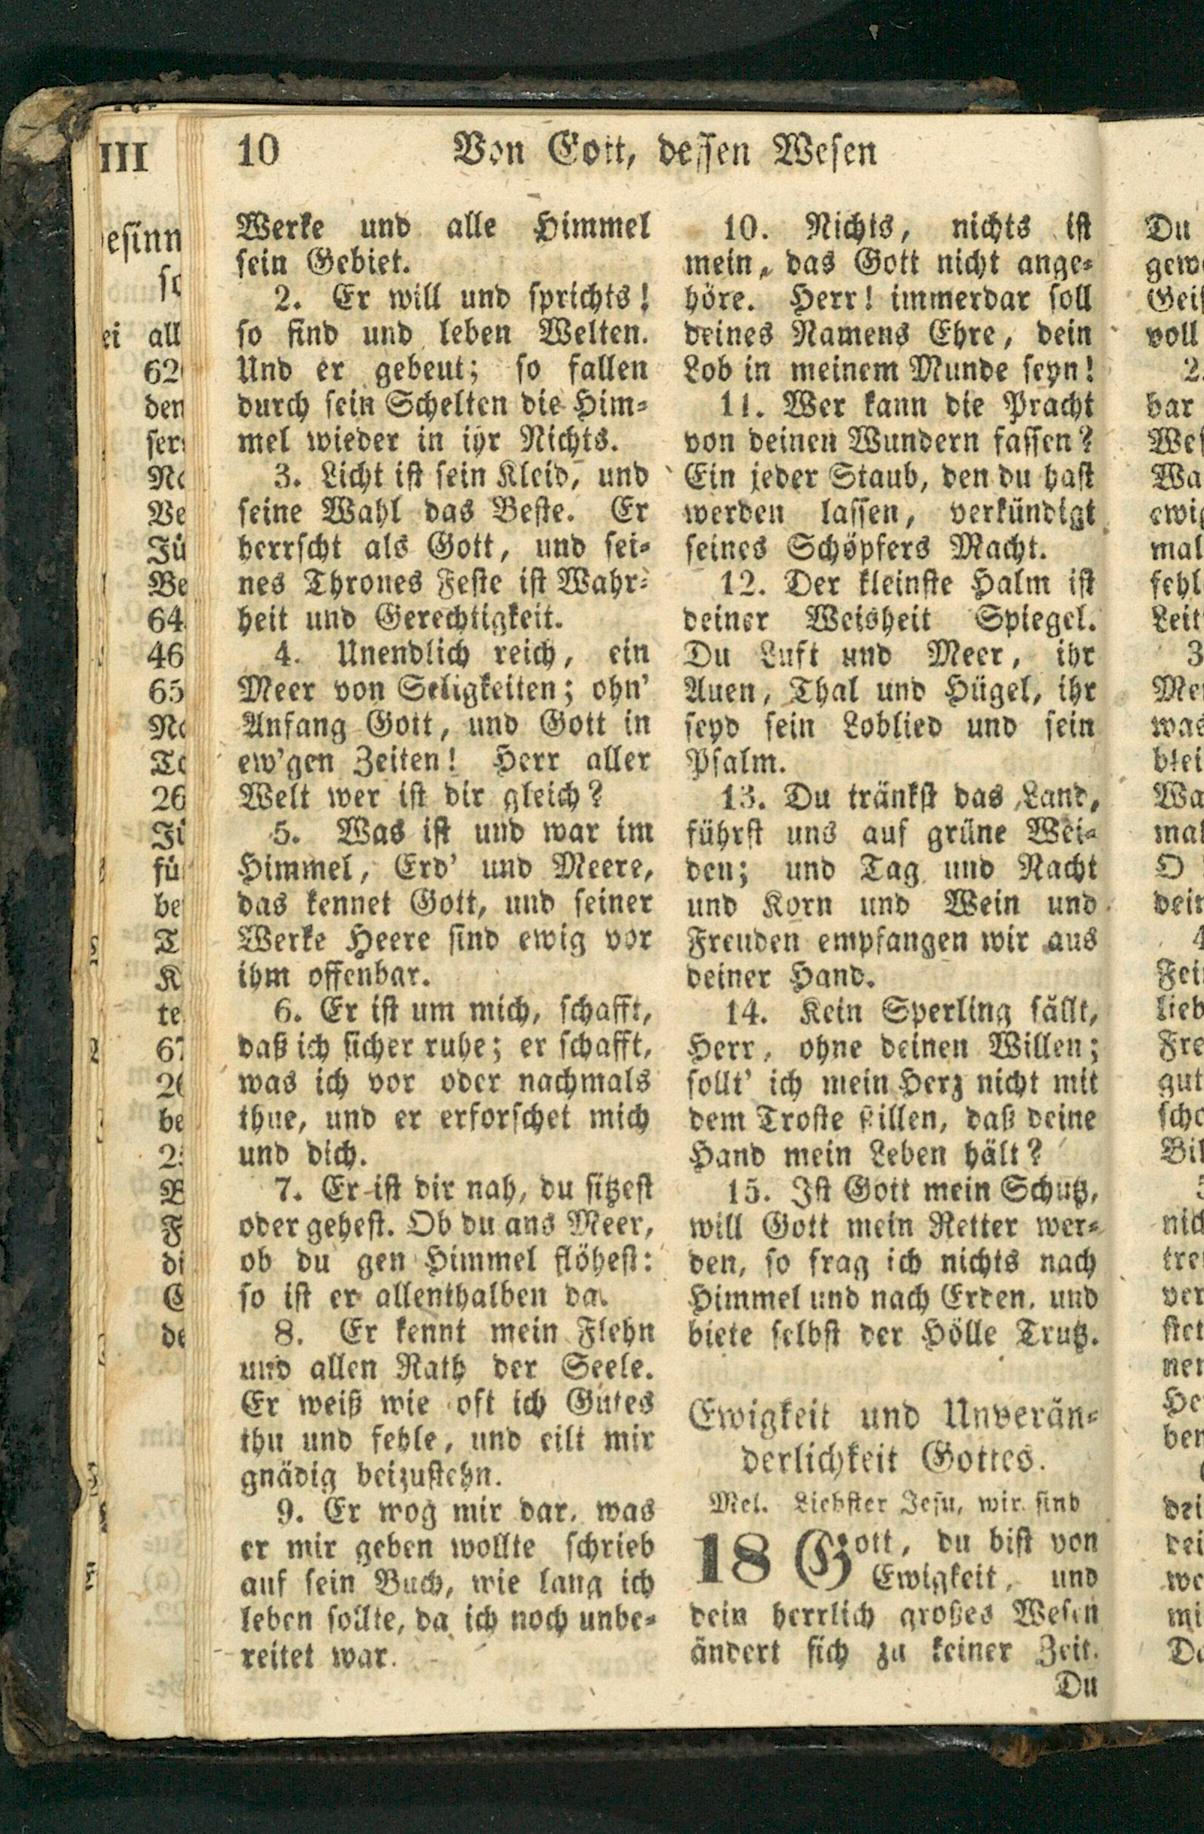 10 Von Gott, dessen Wesen
Werke und alle Himmel
sein Gebiet.
2. Er will und sprichts!
so sind und leben Welten.
Und er gebeut; so fallen
durch sein Schelten die Him-
mel wieder in ihr Nichts.
3. Licht ist sein Kleid, und
seine Wahl das Beste. Er
herrscht als Gott, und sei-
nes Thrones Feste ist Wahr-
heit und Gerechtigkeit.
4. Unendlich reich, ein
Meer von Seligkeiten; ohn'
Anfang Gott, und Gott in
ew'gen Zeiten! Herr aller
Welt wer ist dir gleich?
5. Was ist und war im
Himmel, Erd' und Meere,
das kennet Gott, und seiner
Werke Heere sind ewig vor
ihm offenbar.
6. Er ist um mich, schafft,
daß ich sicher ruhe; er schafft,
was ich vor oder nachmals
thue, und er erforschet mich
und dich.
7. Er ist dir nah, du sitzest
oder gehest. Ob du ans Meer,
ob du gen Himmel flöhest:
so ist er allenthalben da.
8. Er kennt mein Flehn
und allen Rath der Seele.
Er weiß wie oft ich Gutes
thu und fehle, und eilt mir
gnädig beizustehn.
9. Er wog mir dar, was
er mir geben wollte schrieb
auf sein Buch, wie lang ich
leben sollte, da ich noch unbe-
reitet war.
10. Nichts, nichts ist
mein, das Gott nicht ange-
höre. Herr! immerdar soll
deines Namens Ehre, dein
Lob in meinem Munde seyn!
11. Wer kann die Pracht
von deinen Wundern fassen?
Ein jeder Staub, den du hast
werden lassen, verkündigt
seines Schöpfers Macht.
12. Der kleinste Halm ist
deiner Weisheit Spiegel.
Du Luft und Meer, ihr
Auen, Thal und Hügel, ihr
seyd sein Loblied und sein
Psalm.
13. Du tränkst das Land,
führst uns auf grüne Wei-
den; und Tag und Nacht
und Korn und Wein und
Freuden empfangen wir aus
deiner Hand.
14. Kein Sperling fällt,
Herr, ohne deinen Willen;
sollt' ich mein Herz nicht mit
dem Troste stillen, daß deine
Hand mein Leben hält?
15. Ist Gott mein Schutz,
will Gott mein Retter wer-
den, so frag ich nichts nach
Himmel und nach Erden, und
biete selbst der Hölle Trutz.
Ewigkeit und Unverän-
derlichkeit Gottes.
Mel. Liebster Jesu, wir sind
18 Gott, du bist von
Ewigkeit, und
dein herrlich großes Wesen
ändert sich zu keiner Zeit.
Du